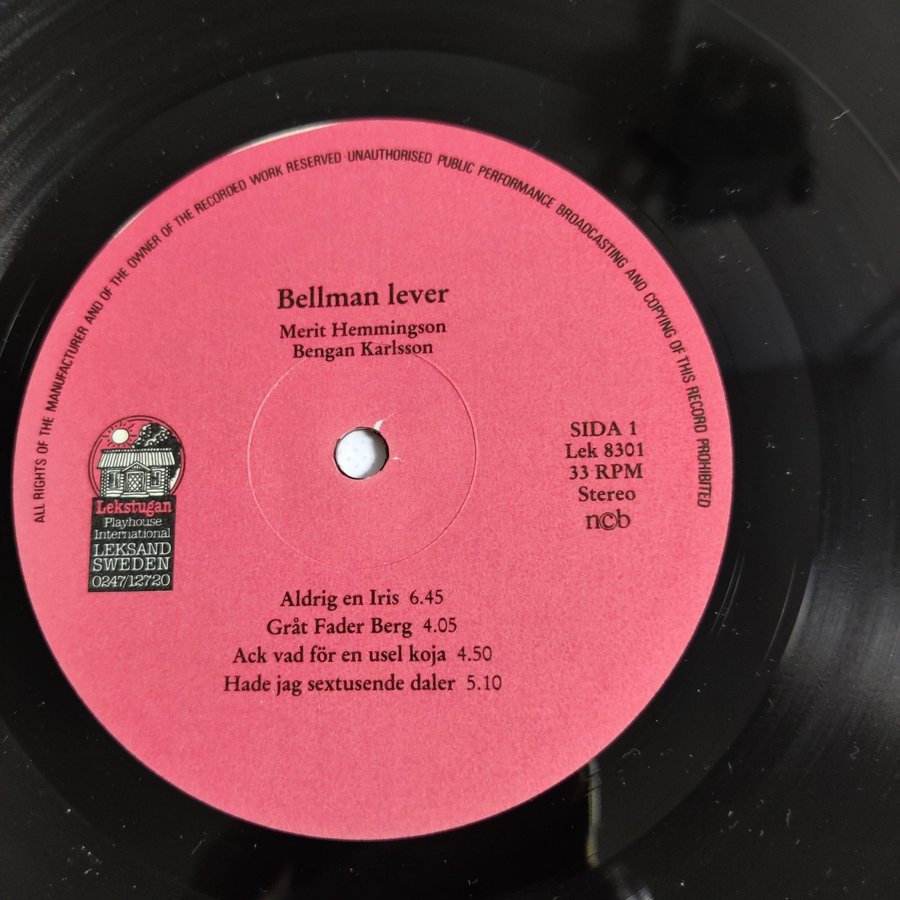 ALL RIGHTS OF THE MANUFACTURER AND OF THE OWNER OF THE RECORDED WORK RESERVED · UNAUTHORISED PUBLIC PERFORMANCE BROADCASTING AND COPYING OF THIS RECORD PROHIBITED
Bellman lever
Merit Hemmingson
Bengan Karlsson
SIDA 1
Lek 8301
33 RPM
Stereo
ncb
Lekstugan
Playhouse
International
LEKSAND
SWEDEN
0247/12720
Aldrig en Iris 6.45
Gråt Fader Berg 4.05
Ack vad för en usel koja 4.50
Hade jag sextusende daler 5.10